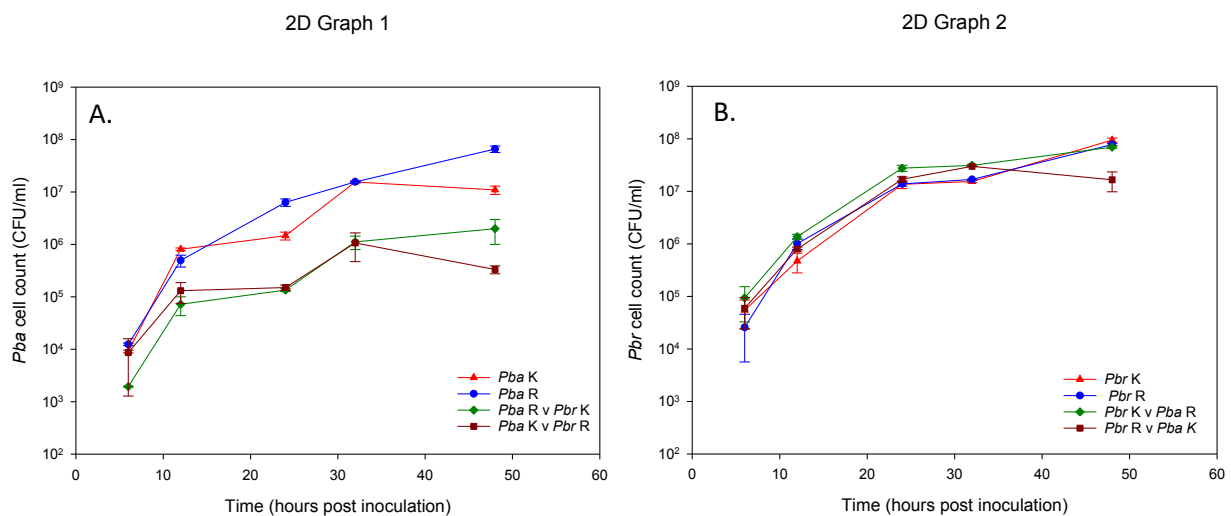 2D Graph 1
A.
10⁹
10⁸
10⁷
10⁶
10⁵
10⁴
10³
10²
Pba cell count (CFU/ml)
0 10 20 30 40 50 60
Time (hours post inoculation)
Pba K
Pba R
Pba R v Pbr K
Pba K v Pbr R
2D Graph 2
B.
10⁹
10⁸
10⁷
10⁶
10⁵
10⁴
10³
10²
Pbr cell count (CFU/ml)
0 10 20 30 40 50 60
Time (hours post inoculation)
Pbr K
Pbr R
Pbr K v Pba R
Pbr R v Pba K